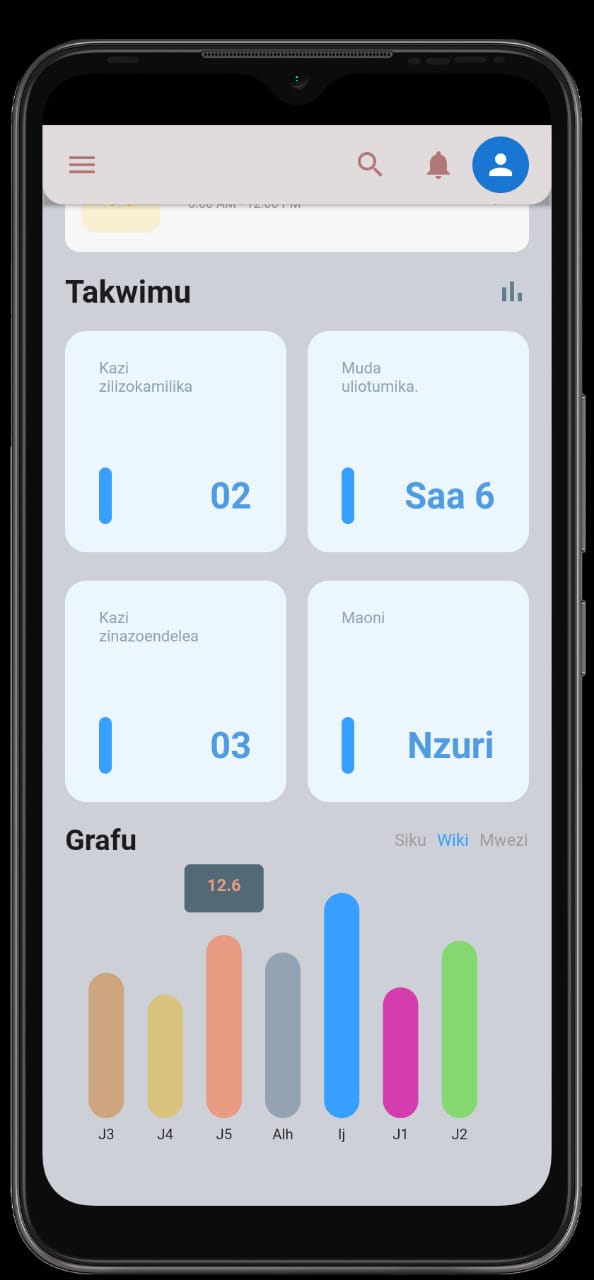 Takwimu
Kazi
zilizokamilika
Muda
uliotumika.
02
Saa 6
Kazi
zinazoendelea
Maoni
03
Nzuri
Grafu
Siku Wiki Mwezi
12.6
J3 J4 J5 Alh Ij J1 J2